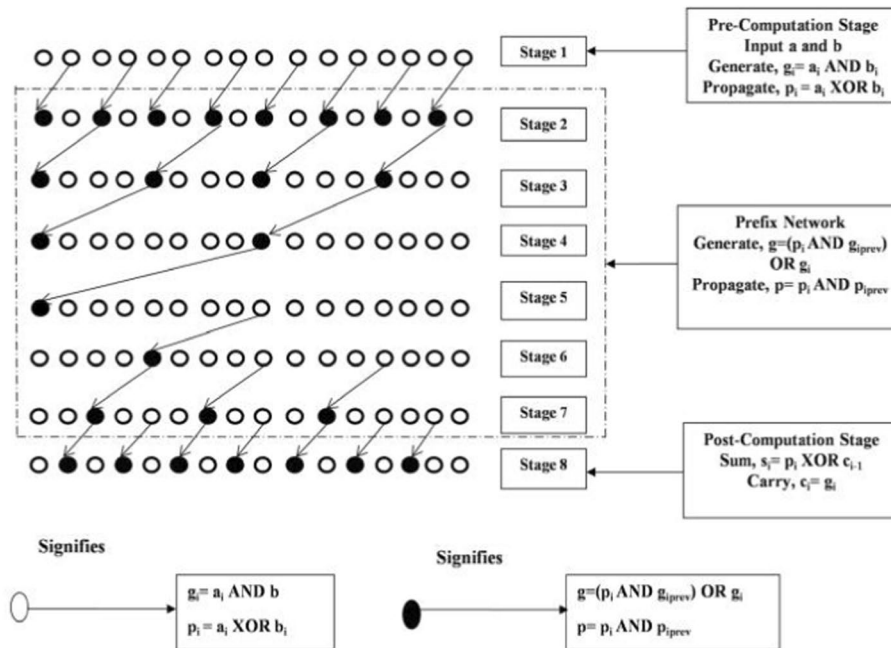 Stage 1
Pre-Computation Stage
Input a and b
Generate, gᵢ= aᵢ AND bᵢ
Propagate, pᵢ = aᵢ XOR bᵢ
Stage 2
Stage 3
Stage 4
Prefix Network
Generate, g=(pᵢ AND gᵢₚᵣₑᵥ)
OR gᵢ
Propagate, p= pᵢ AND pᵢₚᵣₑᵥ
Stage 5
Stage 6
Stage 7
Stage 8
Post-Computation Stage
Sum, sᵢ= pᵢ XOR cᵢ₋₁
Carry, cᵢ= gᵢ
Signifies
gᵢ= aᵢ AND b
pᵢ = aᵢ XOR bᵢ
Signifies
g=(pᵢ AND gᵢₚᵣₑᵥ) OR gᵢ
p= pᵢ AND pᵢₚᵣₑᵥ